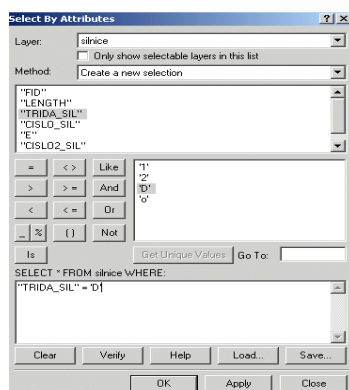 Select By Attributes ? X
Layer: silnice
Only show selectable layers in this list
Method: Create a new selection
"FID"
"LENGTH"
"TRIDA_SIL"
"CISLO_SIL"
"E"
"CISLO2_SIL"
= < > Like
> > = And
< < = Or
_ % ( ) Not
Is
'1'
'2'
'D'
'o'
Get Unique Values Go To:
SELECT * FROM silnice WHERE:
"TRIDA_SIL" = 'D'
Clear Verify Help Load... Save...
OK Apply Close